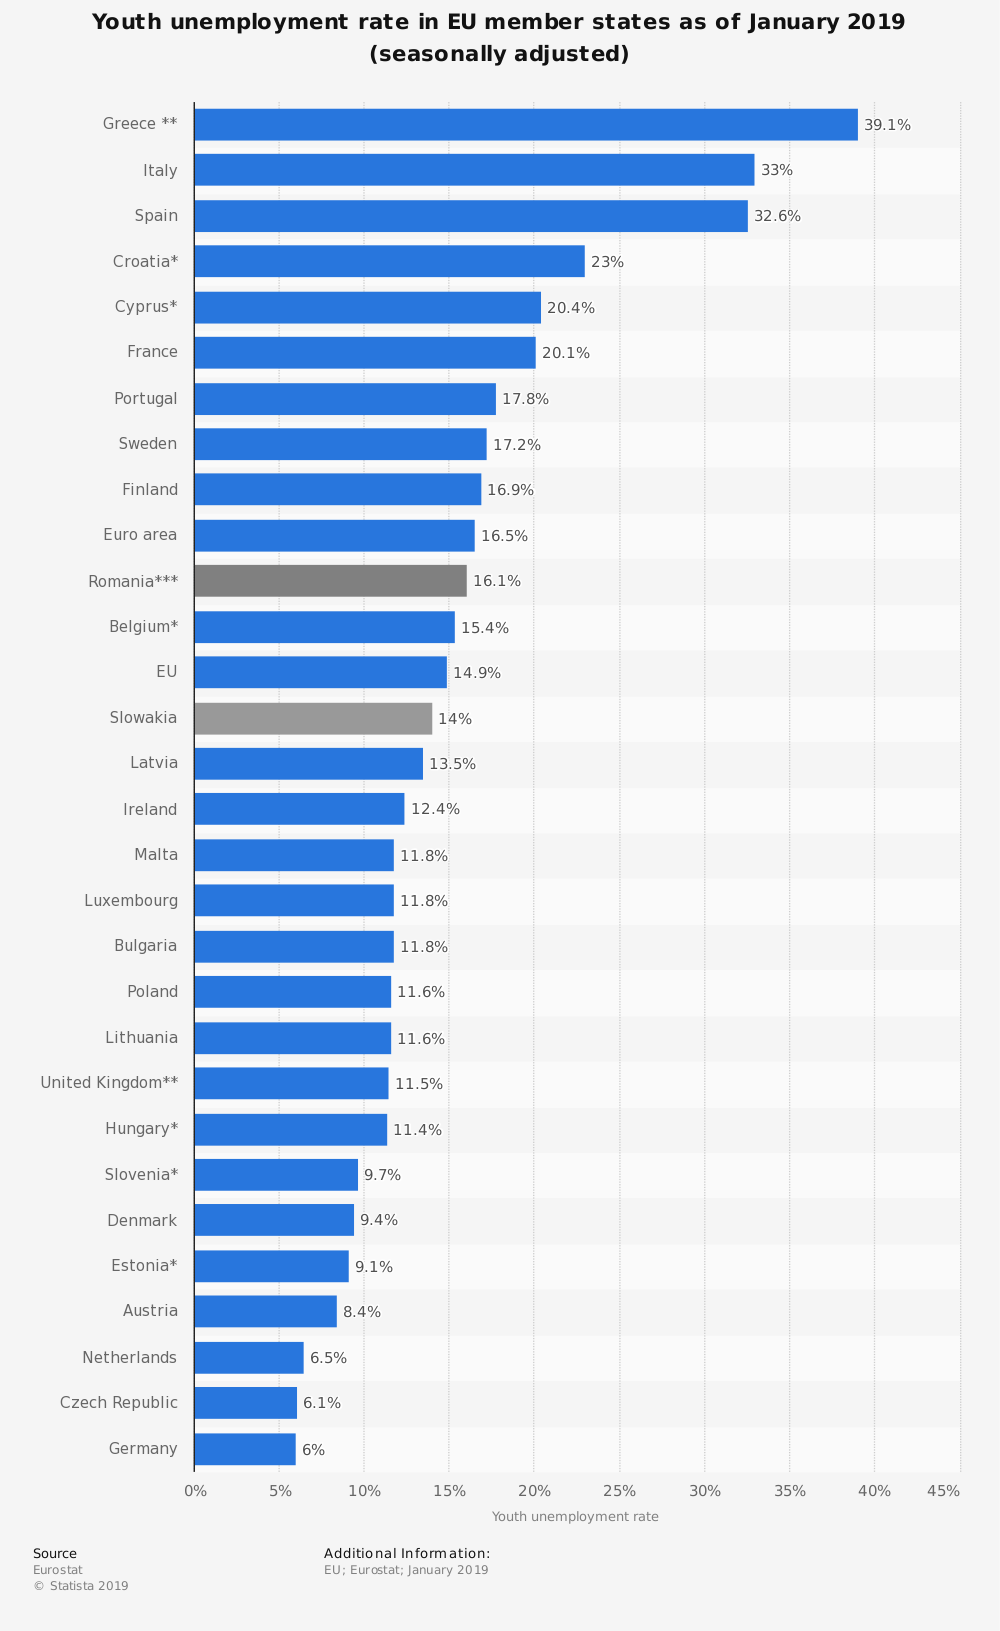 Youth unemployment rate in EU member states as of January 2019
(seasonally adjusted)
Greece ** 39.1%
Italy 33%
Spain 32.6%
Croatia* 23%
Cyprus* 20.4%
France 20.1%
Portugal 17.8%
Sweden 17.2%
Finland 16.9%
Euro area 16.5%
Romania*** 16.1%
Belgium* 15.4%
EU 14.9%
Slowakia 14%
Latvia 13.5%
Ireland 12.4%
Malta 11.8%
Luxembourg 11.8%
Bulgaria 11.8%
Poland 11.6%
Lithuania 11.6%
United Kingdom** 11.5%
Hungary* 11.4%
Slovenia* 9.7%
Denmark 9.4%
Estonia* 9.1%
Austria 8.4%
Netherlands 6.5%
Czech Republic 6.1%
Germany 6%
0% 5% 10% 15% 20% 25% 30% 35% 40% 45%
Youth unemployment rate
Source
Eurostat
© Statista 2019
Additional Information:
EU; Eurostat; January 2019